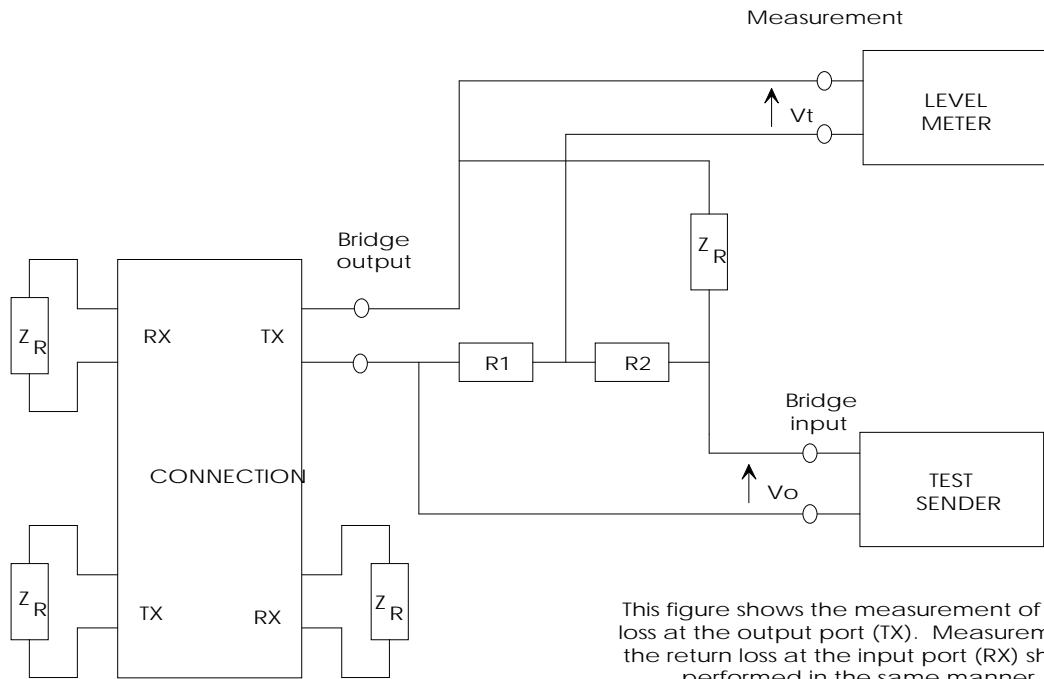 Measurement
LEVEL
METER
Vt
Z R
Bridge
output
RX
TX
Z R
R1
R2
Bridge
input
CONNECTION
Vo
TEST
SENDER
Z R
TX
RX
Z R
This figure shows the measurement of
loss at the output port (TX). Measurem
the return loss at the input port (RX) sh
performed in the same manner